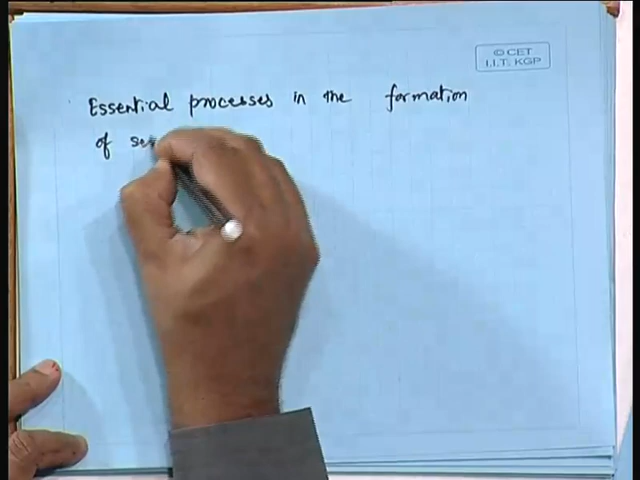 © CET
I.I.T. KGP
Essential processes in the formation
of